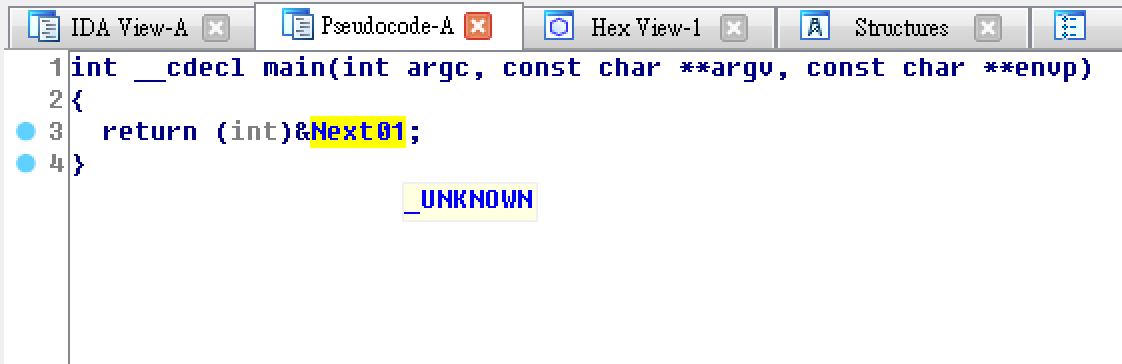 IDA View-A Pseudocode-A Hex View-1 Structures
1 int __cdecl main(int argc, const char **argv, const char **envp)
2 {
3   return (int)&Next01;
4 }
_UNKNOWN